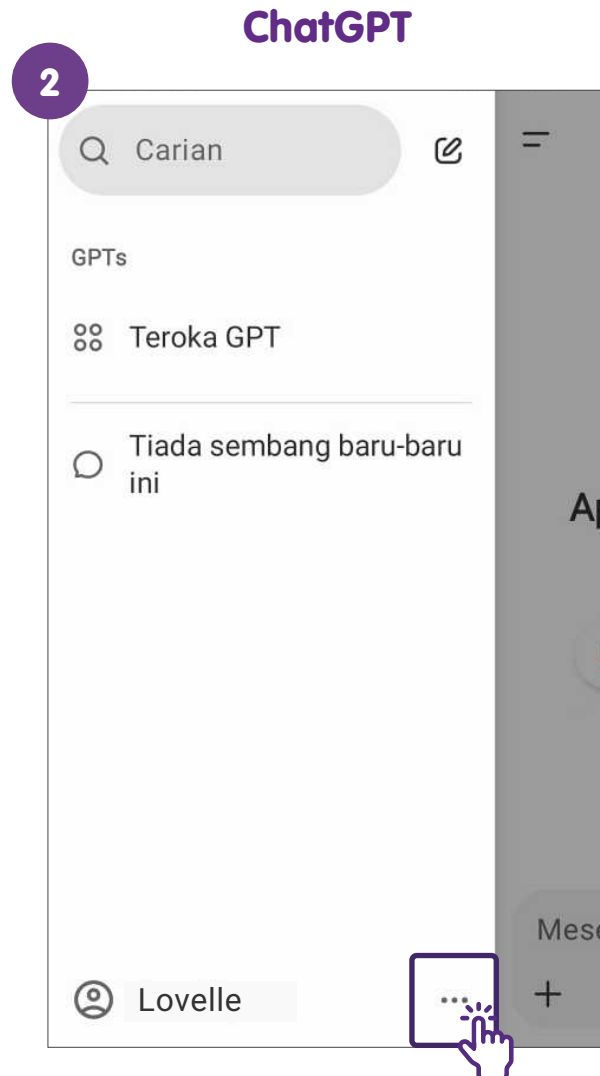 ChatGPT
2
Carian
GPTs
Teroka GPT
Tiada sembang baru-baru
ini
Lovelle